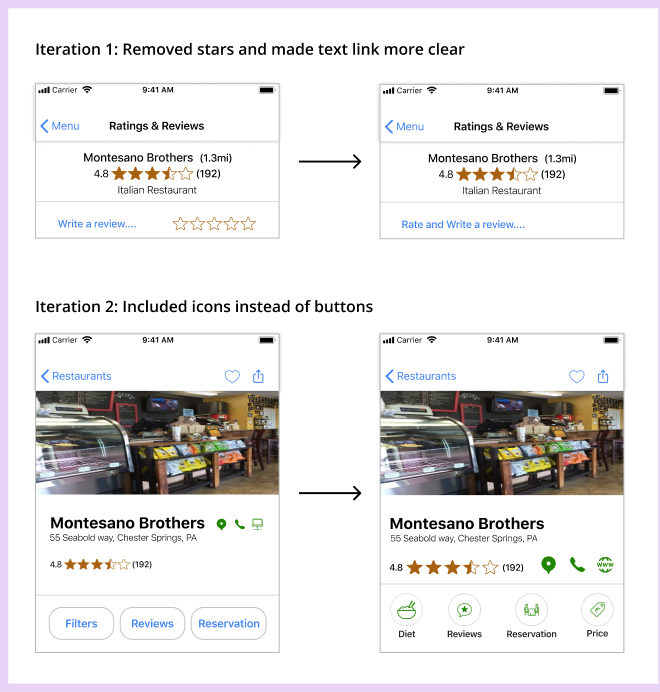 Iteration 1: Removed stars and made text link more clear
Carrier 9:41 AM
Menu Ratings & Reviews
Montesano Brothers (1.3mi)
4.8 (192)
Italian Restaurant
Write a review....
Carrier 9:41 AM
Menu Ratings & Reviews
Montesano Brothers (1.3mi)
4.8 (192)
Italian Restaurant
Rate and Write a review....
Iteration 2: Included icons instead of buttons
Carrier 9:41 AM
Restaurants
Montesano Brothers
55 Seabold way, Chester Springs, PA
4.8 (192)
Filters Reviews Reservation
Carrier 9:41 AM
Restaurants
Montesano Brothers
55 Seabold way, Chester Springs, PA
4.8 (192) www
Diet Reviews Reservation Price